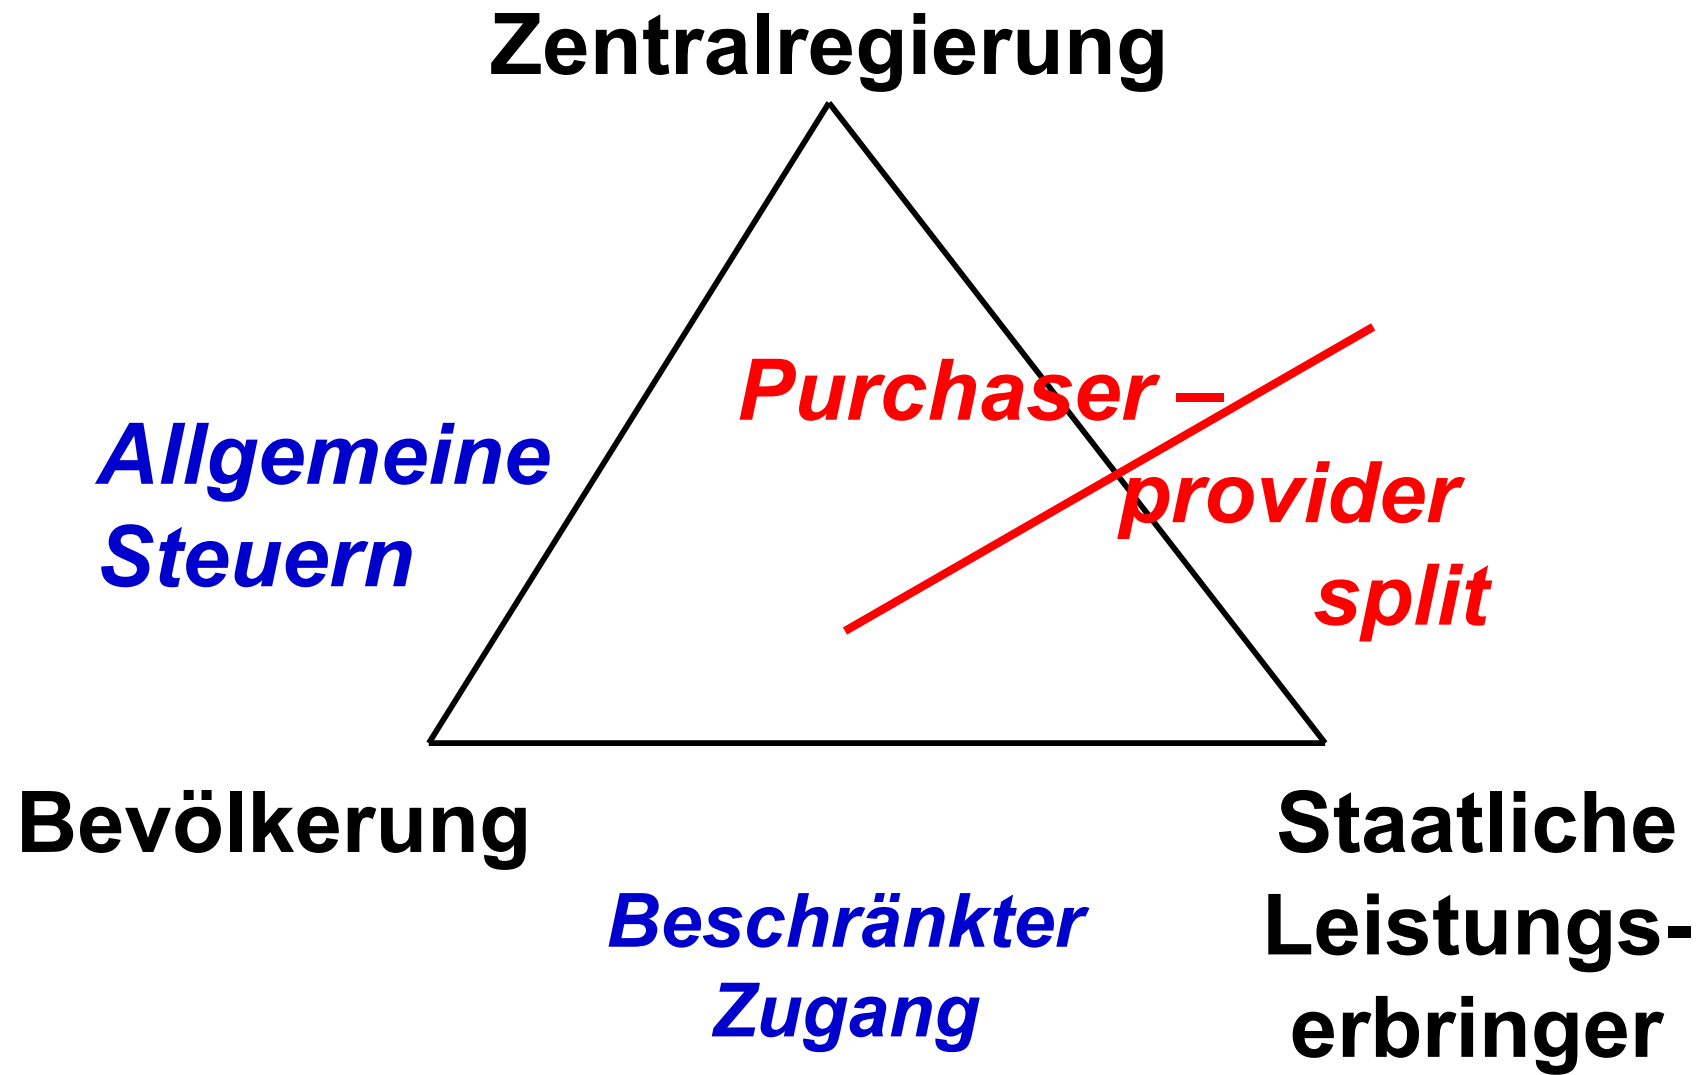 Zentralregierung
Purchaser –
Allgemeine
provider
Steuern
split
Bevölkerung
Staatliche
Beschränkter
Leistungs-
Zugang
erbringer